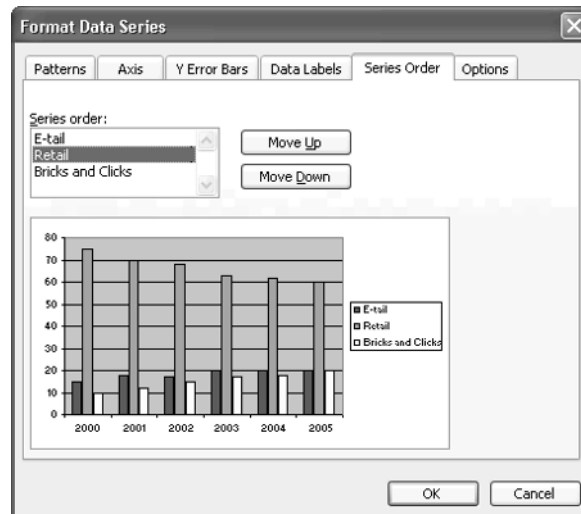 Format Data Series
Patterns Axis Y Error Bars Data Labels Series Order Options
Series order:
E-tail
Retail
Bricks and Clicks
Move Up
Move Down
80
70
60
50
40
30
20
10
0
2000 2001 2002 2003 2004 2005
E-tail
Retail
Bricks and Clicks
OK Cancel